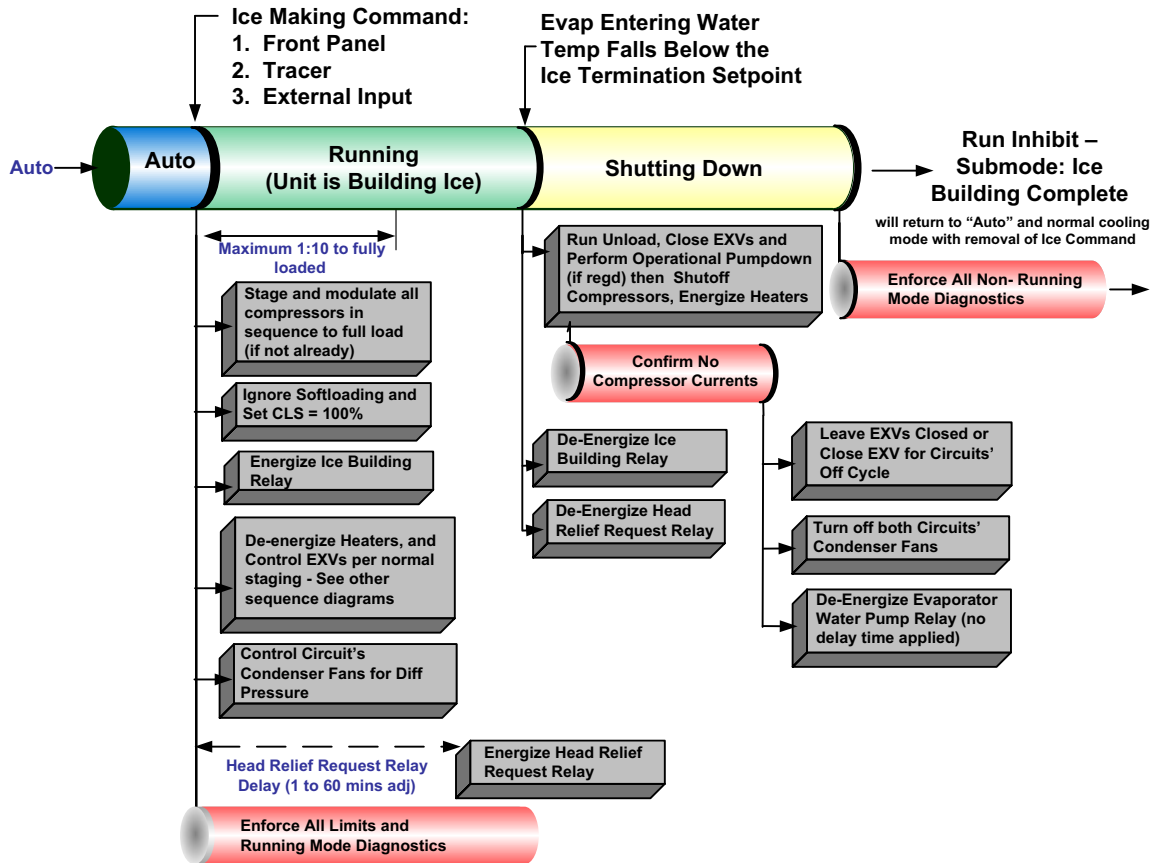 Ice Making Command:
1. Front Panel
2. Tracer
3. External Input
Evap Entering Water
Temp Falls Below the
Ice Termination Setpoint
Auto
Auto
Running
(Unit is Building Ice)
Shutting Down
Run Inhibit –
Submode: Ice
Building Complete
will return to “Auto” and normal cooling
mode with removal of Ice Command
Maximum 1:10 to fully
loaded
Stage and modulate all
compressors in
sequence to full load
(if not already)
Ignore Softloading and
Set CLS = 100%
Energize Ice Building
Relay
De-energize Heaters, and
Control EXVs per normal
staging - See other
sequence diagrams
Control Circuit's
Condenser Fans for Diff
Pressure
Head Relief Request Relay
Delay (1 to 60 mins adj)
Energize Head Relief
Request Relay
Enforce All Limits and
Running Mode Diagnostics
Run Unload, Close EXVs and
Perform Operational Pumpdown
(if regd) then Shutoff
Compressors, Energize Heaters
Confirm No
Compressor Currents
De-Energize Ice
Building Relay
De-Energize Head
Relief Request Relay
Enforce All Non- Running
Mode Diagnostics
Leave EXVs Closed or
Close EXV for Circuits'
Off Cycle
Turn off both Circuits'
Condenser Fans
De-Energize Evaporator
Water Pump Relay (no
delay time applied)